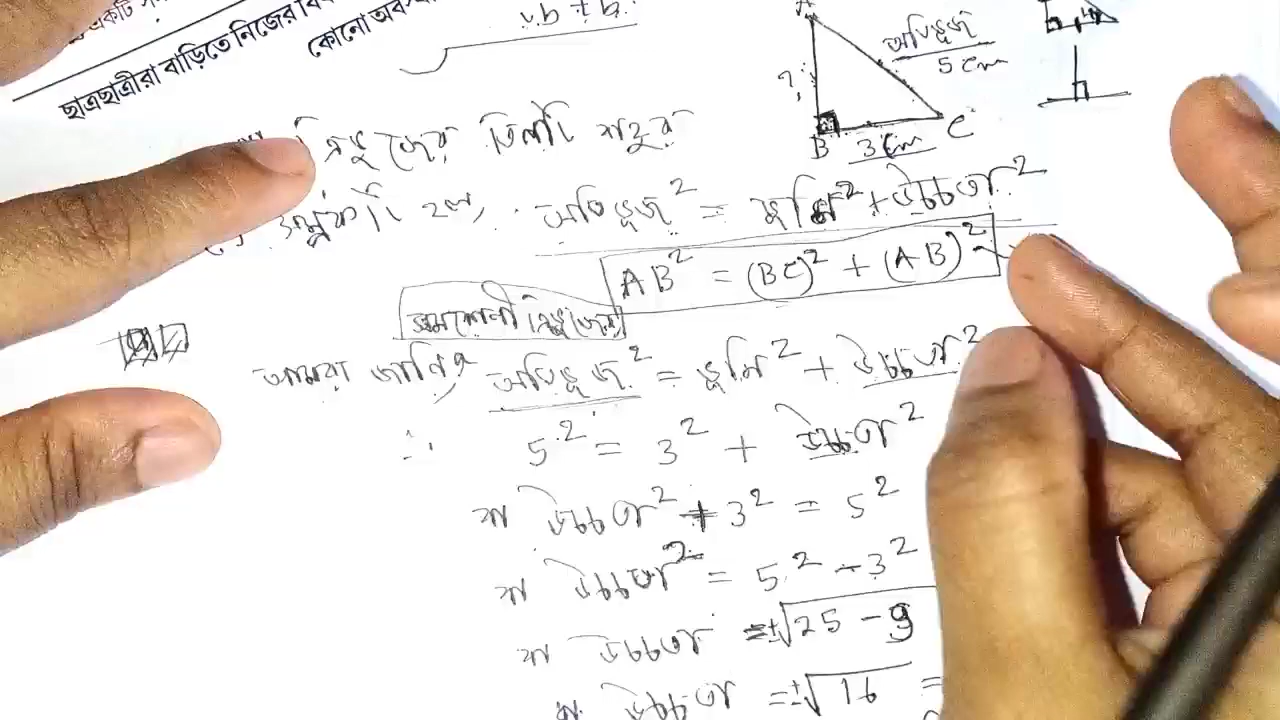 ছাত্রছাত্রীরা বাড়িতে নিজের
কোনো
A
অতিভুজ
5 cm
?
B
3 cm
C
ত্রিভুজের তিনটি বাহুর
হল, অতিভুজ² = ভূমি² + উচ্চতা²
AB² = (BC)² + (AB)²
সমকোণী ত্রিভুজের
আমরা জানি, অতিভুজ² = ভূমি² + উচ্চতা²
∴ 5² = 3² + উচ্চতা²
বা উচ্চতা² + 3² = 5²
বা উচ্চতা² = 5² - 3²
বা উচ্চতা = ±√25 - 9
বা উচ্চতা = ±√16 =